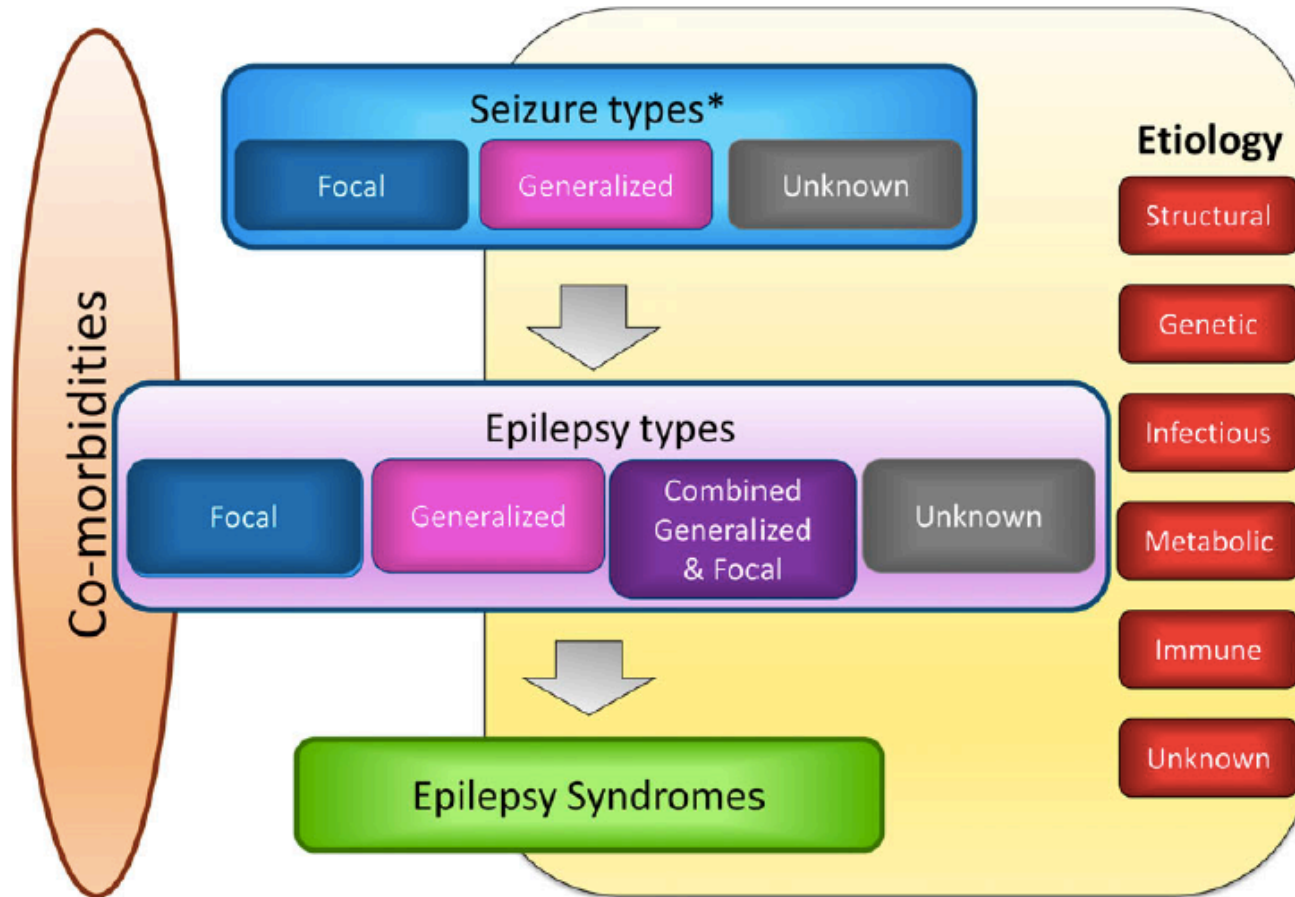 Co-morbidities
Seizure types*
Focal
Generalized
Unknown
Epilepsy types
Focal
Generalized
Combined
Generalized
& Focal
Unknown
Epilepsy Syndromes
Etiology
Structural
Genetic
Infectious
Metabolic
Immune
Unknown